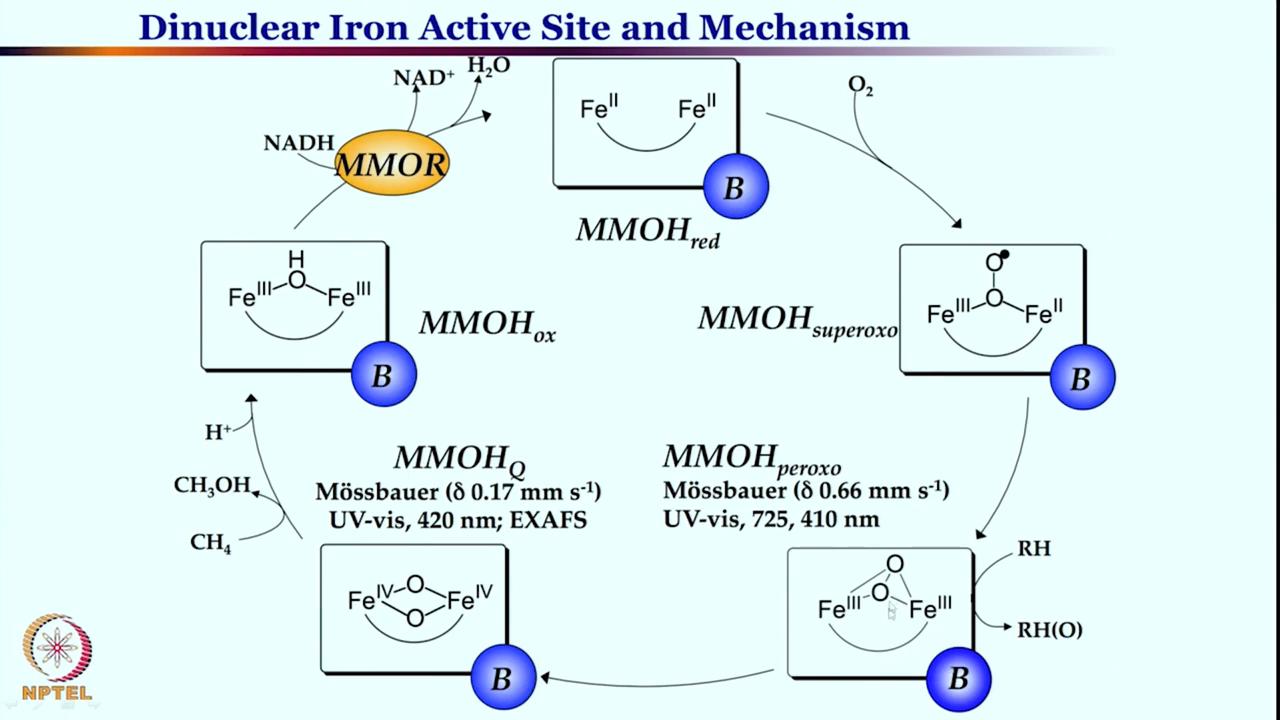 Dinuclear Iron Active Site and Mechanism
NAD⁺
H₂O
NADH
MMOR
Feᴵᴵ Feᴵᴵ
B
MMOHred
O₂
H
O
Feᴵᴵᴵ Feᴵᴵᴵ
B
MMOHox
O•
O
Feᴵᴵᴵ Feᴵᴵ
B
MMOHsuperoxo
H⁺
CH₃OH
CH₄
MMOHQ
Mössbauer (δ 0.17 mm s⁻¹)
UV-vis, 420 nm; EXAFS
MMOHperoxo
Mössbauer (δ 0.66 mm s⁻¹)
UV-vis, 725, 410 nm
O
Feᴵⱽ Feᴵⱽ
O
B
O
O
Feᴵᴵᴵ Feᴵᴵᴵ
B
RH
RH(O)
NPTEL